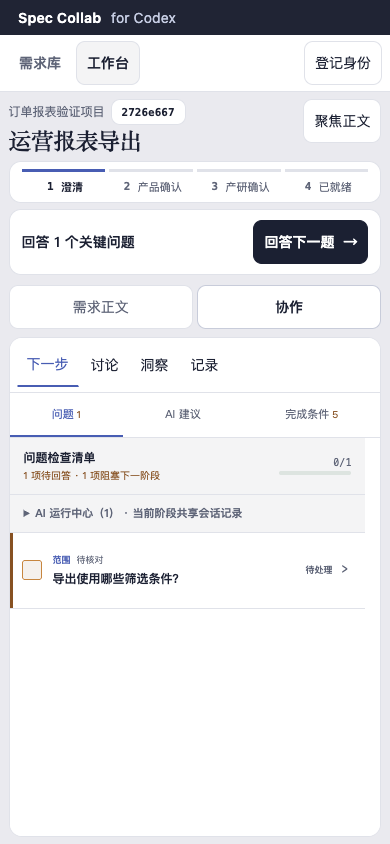 Spec Collab for Codex
需求库 工作台 登记身份
订单报表验证项目 2726e667
运营报表导出
聚焦正文
1 澄清 2 产品确认 3 产研确认 4 已就绪
回答 1 个关键问题 回答下一题 →
需求正文 协作
下一步 讨论 洞察 记录
问题 1 AI 建议 完成条件 5
问题检查清单
1 项待回答 · 1 项阻塞下一阶段
0/1
▶ AI 运行中心（1） · 当前阶段共享会话记录
范围 待核对
导出使用哪些筛选条件？
待处理 >